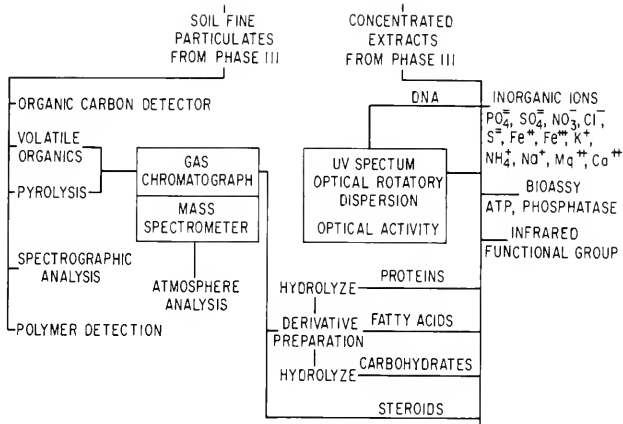 SOIL FINE
PARTICULATES
FROM PHASE III
CONCENTRATED
EXTRACTS
FROM PHASE III
ORGANIC CARBON DETECTOR
VOLATILE
ORGANICS
PYROLYSIS
GAS
CHROMATOGRAPH
MASS
SPECTROMETER
SPECTROGRAPHIC
ANALYSIS
ATMOSPHERE
ANALYSIS
POLYMER DETECTION
DNA
UV SPECTUM
OPTICAL ROTATORY
DISPERSION
OPTICAL ACTIVITY
INORGANIC IONS
PO₄⁼, SO₄⁼, NO₃⁻, Cl⁻,
S⁼, Fe⁺⁺, Fe⁺⁺⁺, K⁺,
NH₄⁺, Na⁺, Mg⁺⁺, Ca⁺⁺
BIOASSY
ATP, PHOSPHATASE
INFRARED
FUNCTIONAL GROUP
HYDROLYZE
PROTEINS
DERIVATIVE
PREPARATION
FATTY ACIDS
HYDROLYZE
CARBOHYDRATES
STEROIDS